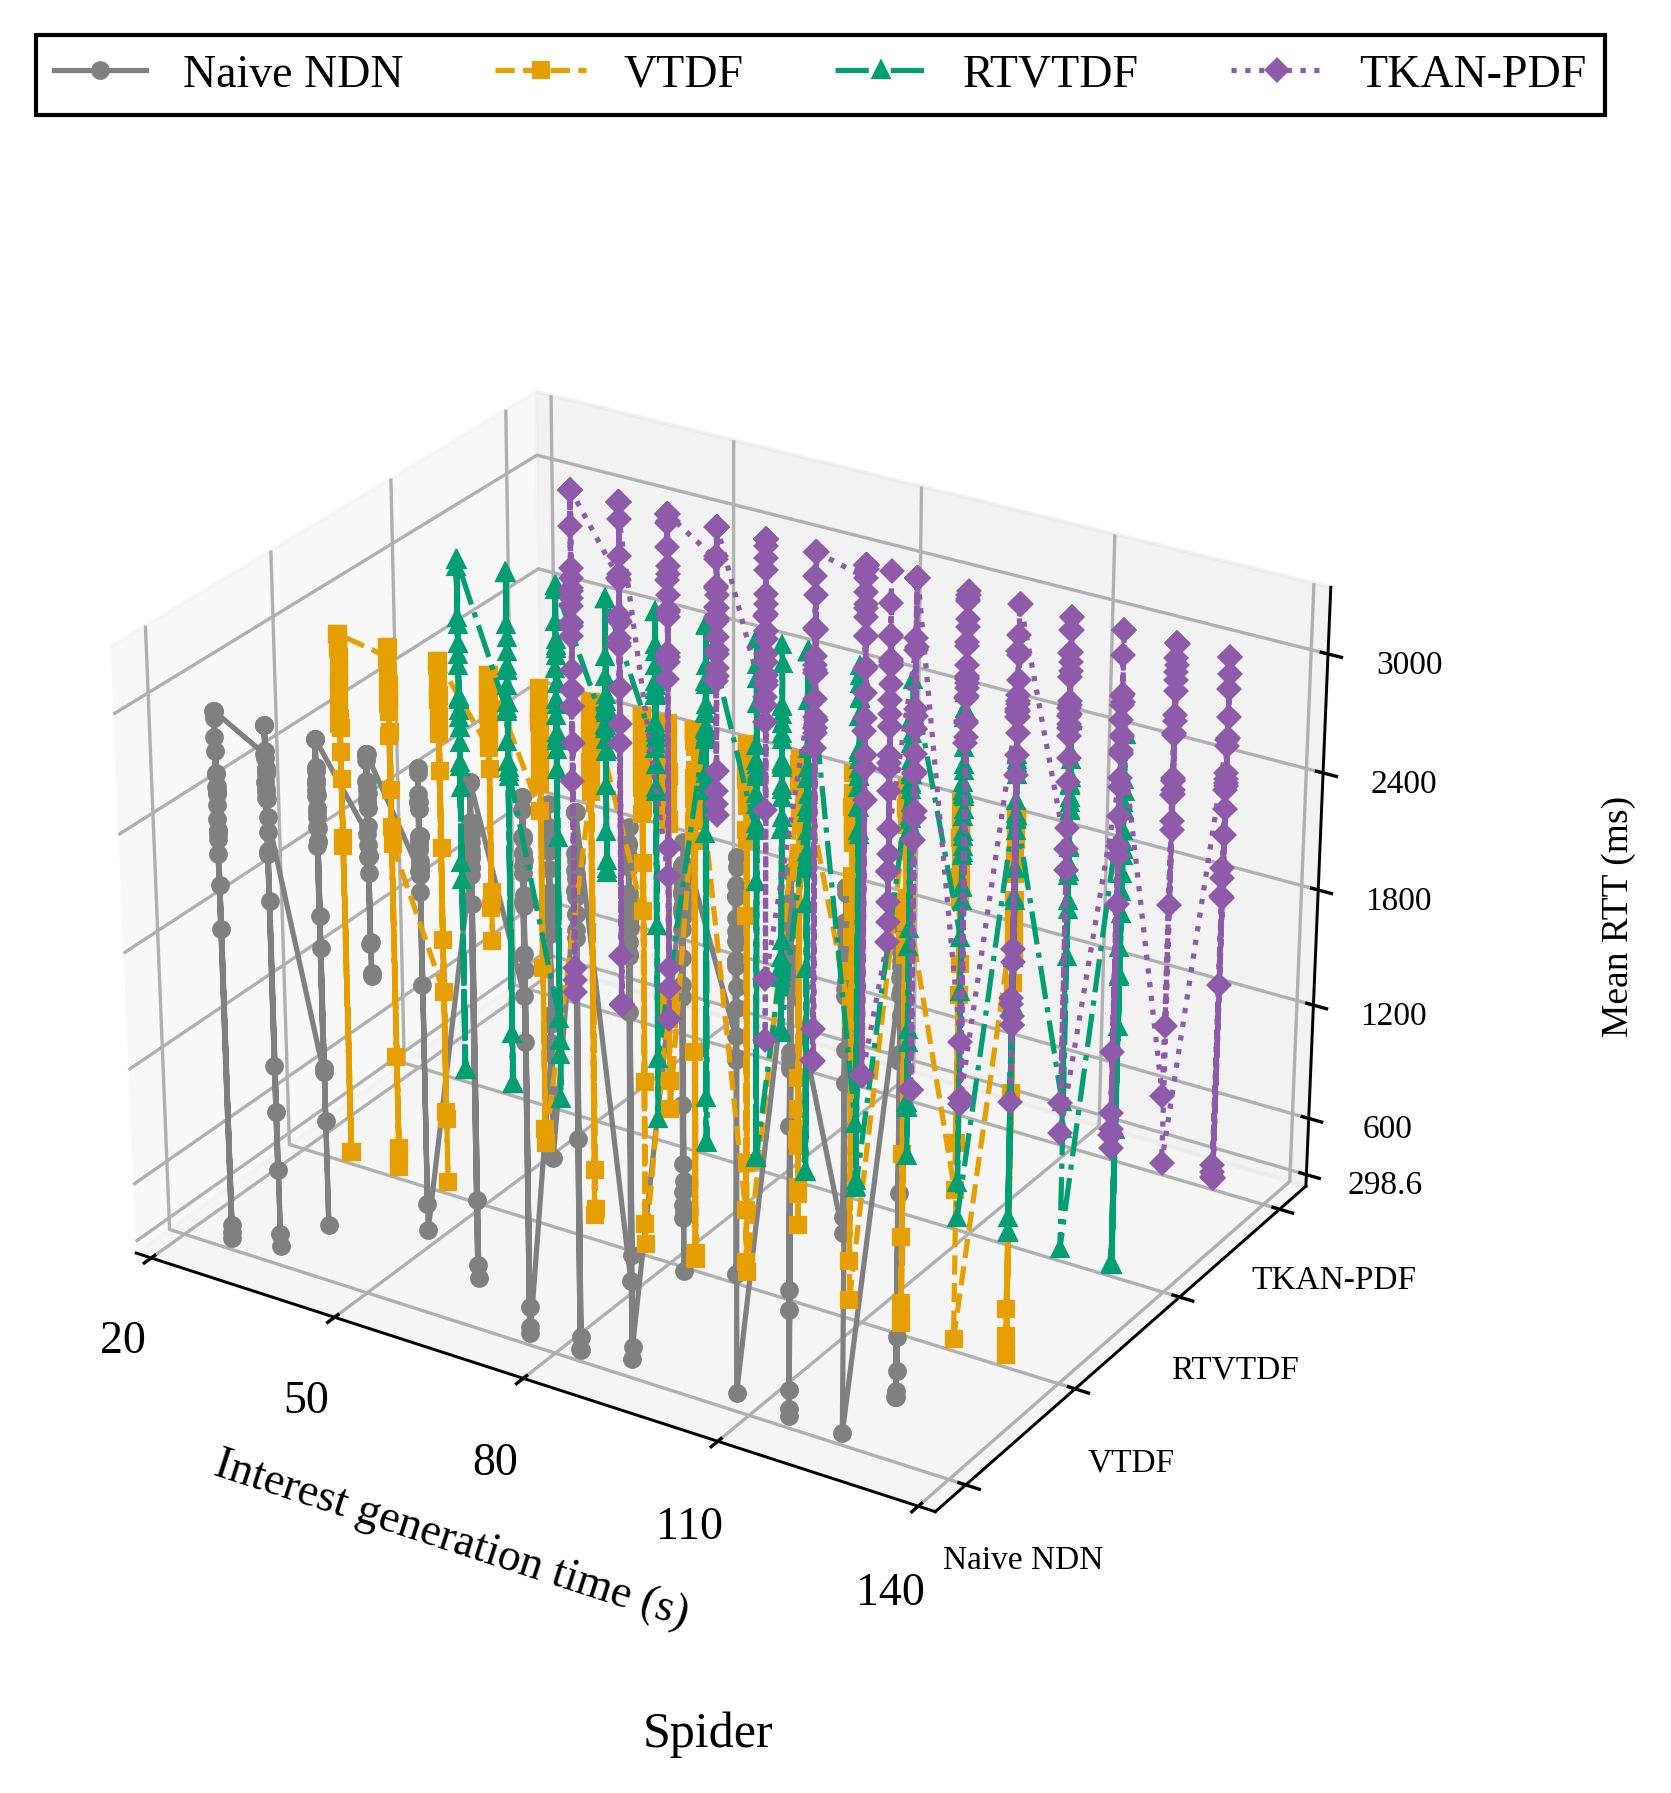 Naive NDN VTDF RTVTDF TKAN-PDF
3000
2400
1800
1200
600
298.6
Mean RTT (ms)
20
50
80
110
140
Interest generation time (s)
TKAN-PDF
RTVTDF
VTDF
Naive NDN
Spider